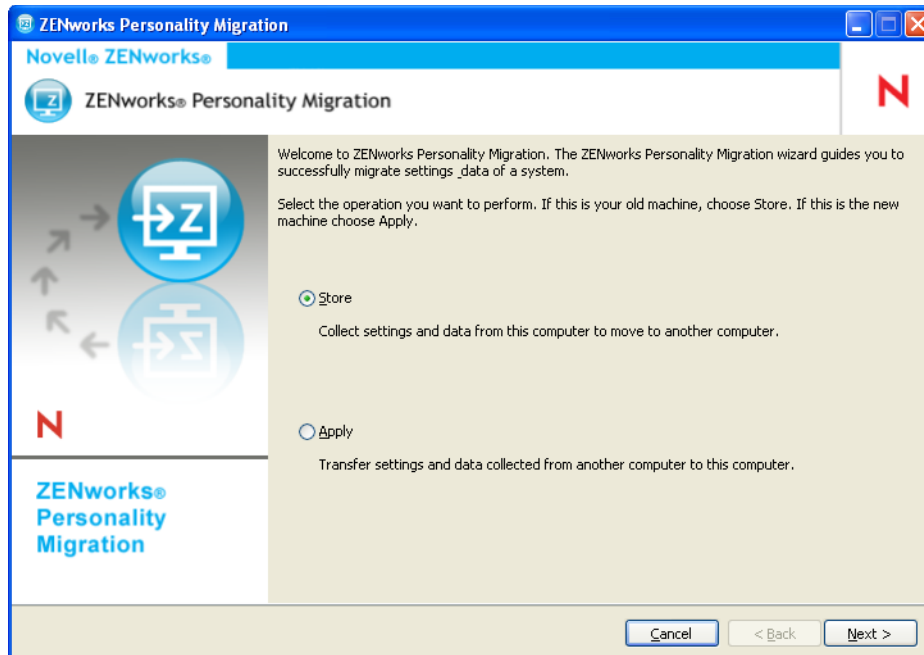 ZENworks Personality Migration
Novell® ZENworks®
ZENworks® Personality Migration
N
Welcome to ZENworks Personality Migration. The ZENworks Personality Migration wizard guides you to
successfully migrate settings _data of a system.
Select the operation you want to perform. If this is your old machine, choose Store. If this is the new
machine choose Apply.
Z
Store
Collect settings and data from this computer to move to another computer.
N
Apply
Transfer settings and data collected from another computer to this computer.
ZENworks®
Personality
Migration
Cancel
< Back
Next >